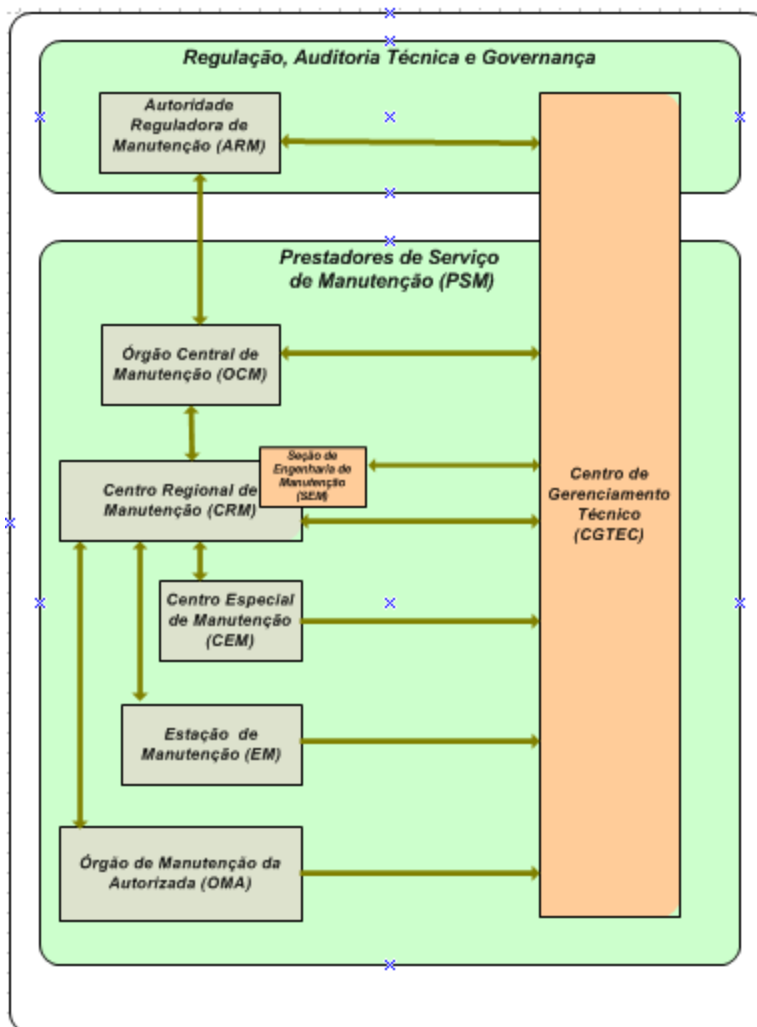 Regulação, Auditoria Técnica e Governança
Autoridade
Reguladora de
Manutenção (ARM)
Prestadores de Serviço
de Manutenção (PSM)
Órgão Central de
Manutenção (OCM)
Seção de
Engenharia de
Manutenção
(SEM)
Centro Regional de
Manutenção (CRM)
Centro de
Gerenciamento
Técnico
(CGTEC)
Centro Especial
de Manutenção
(CEM)
Estação de
Manutenção (EM)
Órgão de Manutenção da
Autorizada (OMA)